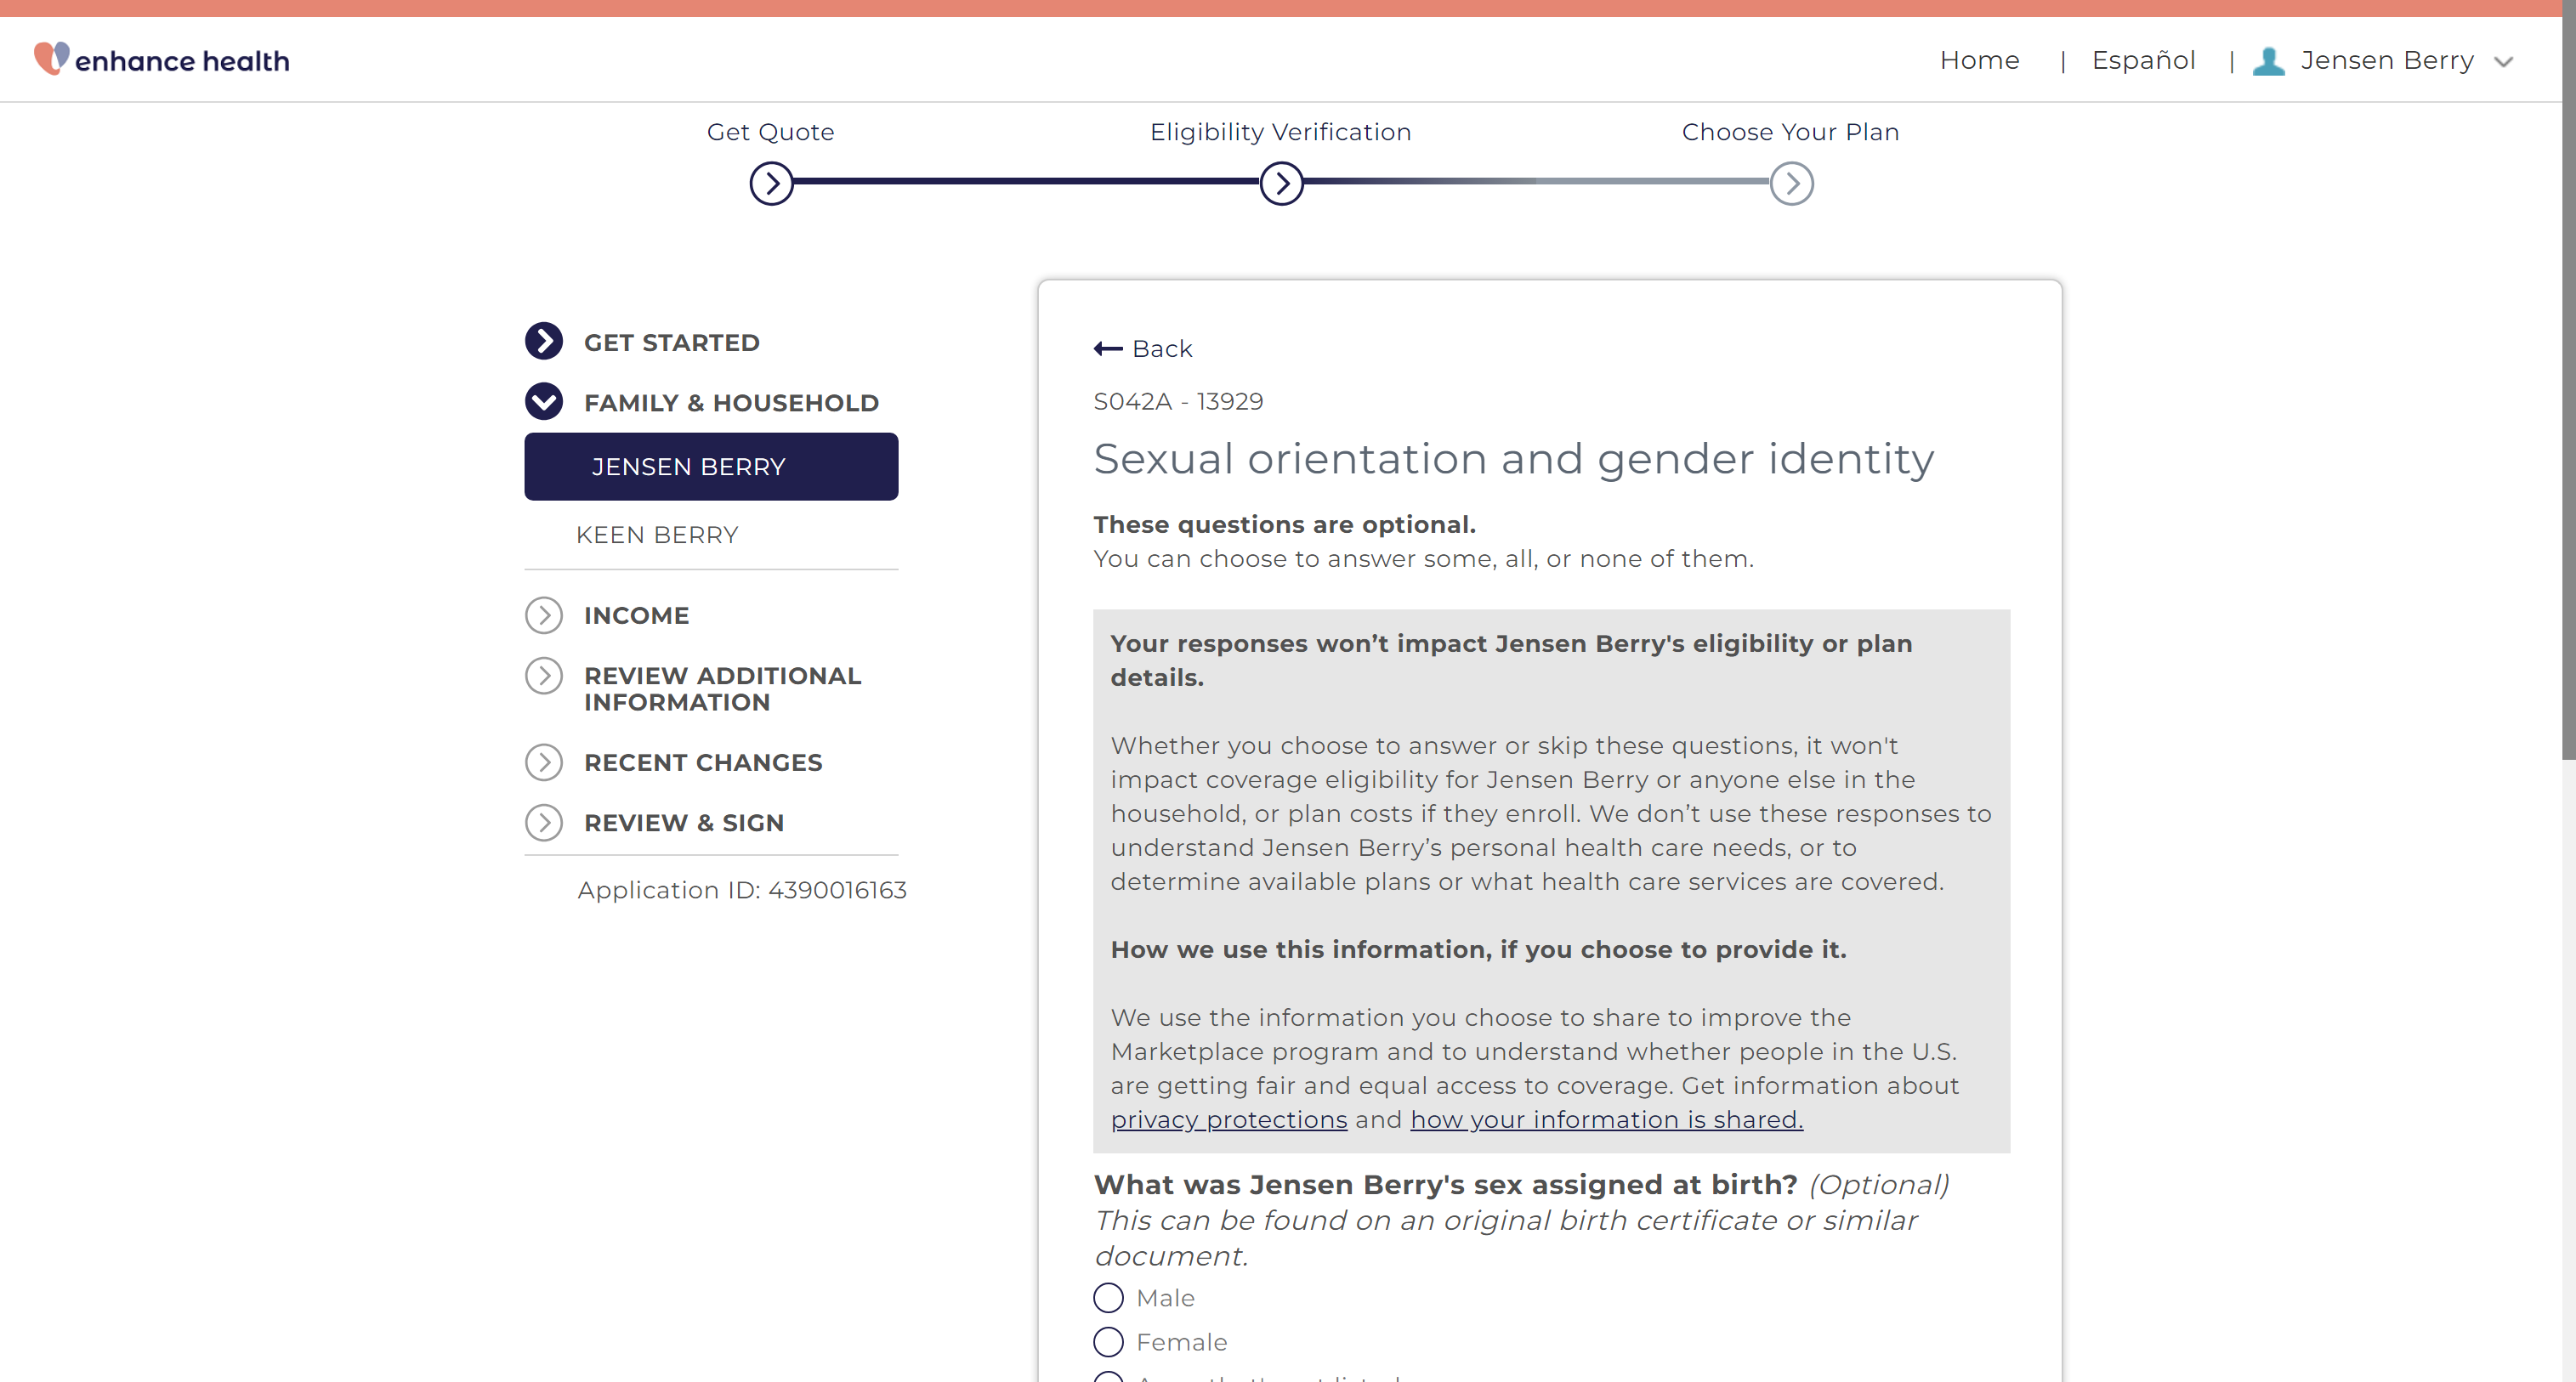 enhance health
Home | Español | Jensen Berry
Get Quote
Eligibility Verification
Choose Your Plan
GET STARTED
FAMILY & HOUSEHOLD
JENSEN BERRY
KEEN BERRY
INCOME
REVIEW ADDITIONAL
INFORMATION
RECENT CHANGES
REVIEW & SIGN
Application ID: 4390016163
Back
S042A - 13929
Sexual orientation and gender identity
These questions are optional.
You can choose to answer some, all, or none of them.
Your responses won’t impact Jensen Berry's eligibility or plan
details.
Whether you choose to answer or skip these questions, it won't
impact coverage eligibility for Jensen Berry or anyone else in the
household, or plan costs if they enroll. We don’t use these responses to
understand Jensen Berry’s personal health care needs, or to
determine available plans or what health care services are covered.
How we use this information, if you choose to provide it.
We use the information you choose to share to improve the
Marketplace program and to understand whether people in the U.S.
are getting fair and equal access to coverage. Get information about
privacy protections and how your information is shared.
What was Jensen Berry's sex assigned at birth? (Optional)
This can be found on an original birth certificate or similar
document.
Male
Female